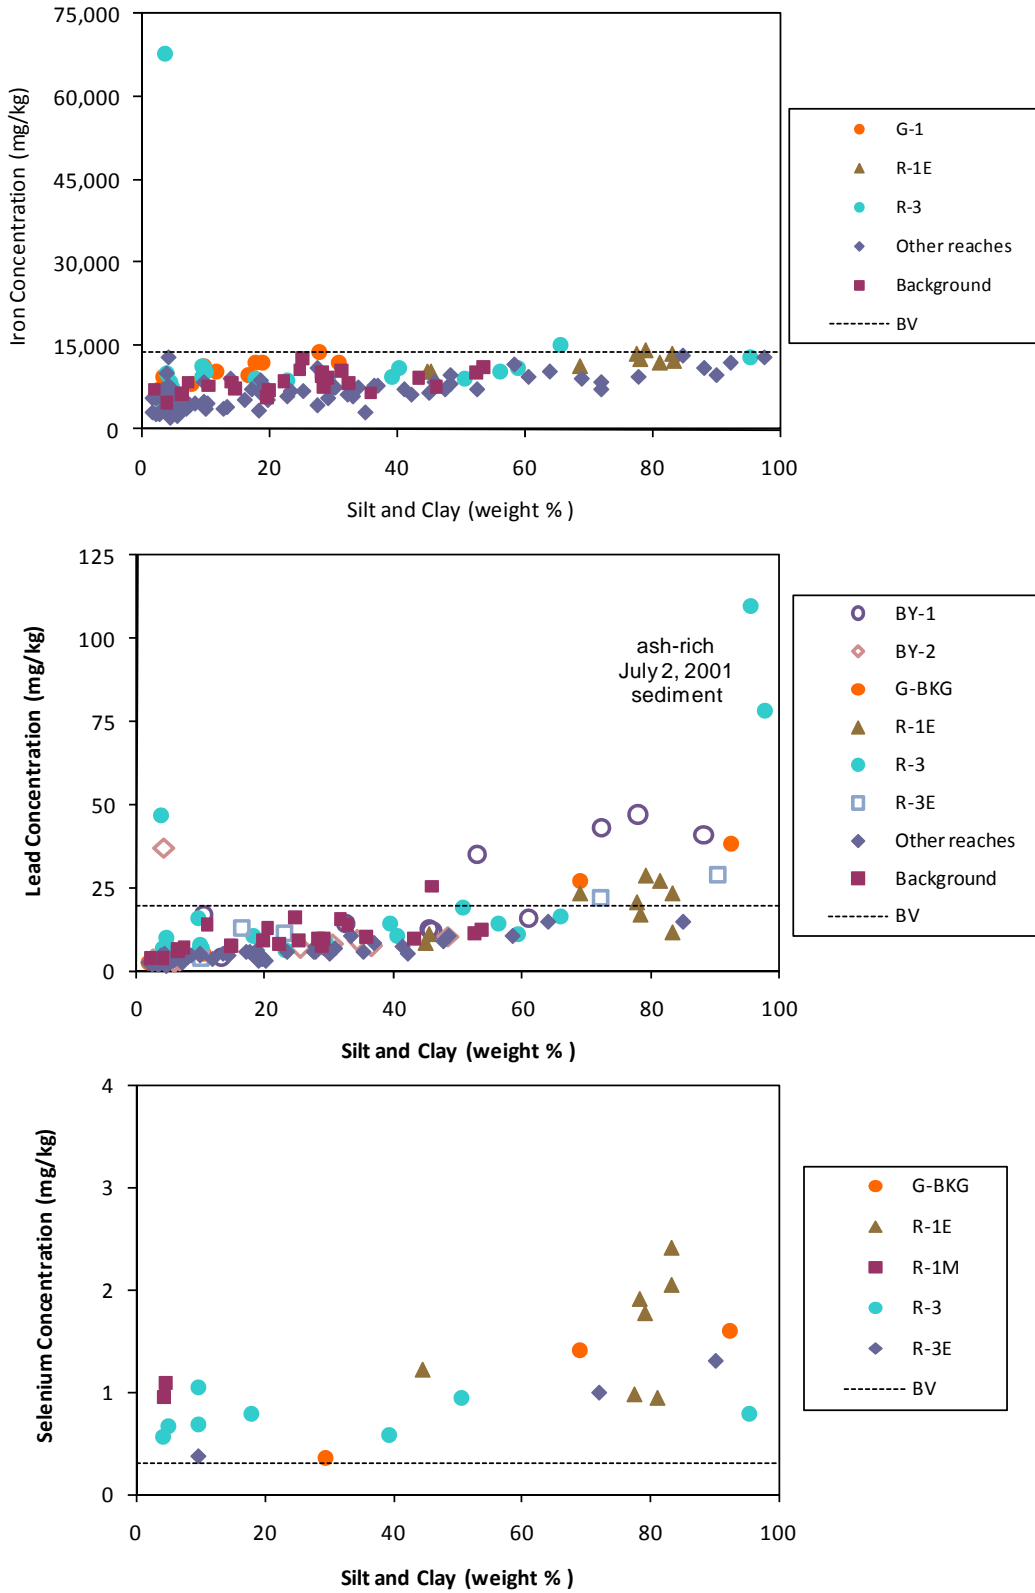 75,000
60,000
45,000
30,000
15,000
0
Iron Concentration (mg/kg)
0 20 40 60 80 100
Silt and Clay (weight % )
G-1
R-1E
R-3
Other reaches
Background
BV
125
100
75
50
25
0
Lead Concentration (mg/kg)
ash-rich
July 2, 2001
sediment
0 20 40 60 80 100
Silt and Clay (weight % )
BY-1
BY-2
G-BKG
R-1E
R-3
R-3E
Other reaches
Background
BV
4
3
2
1
0
Selenium Concentration (mg/kg)
0 20 40 60 80 100
Silt and Clay (weight % )
G-BKG
R-1E
R-1M
R-3
R-3E
BV